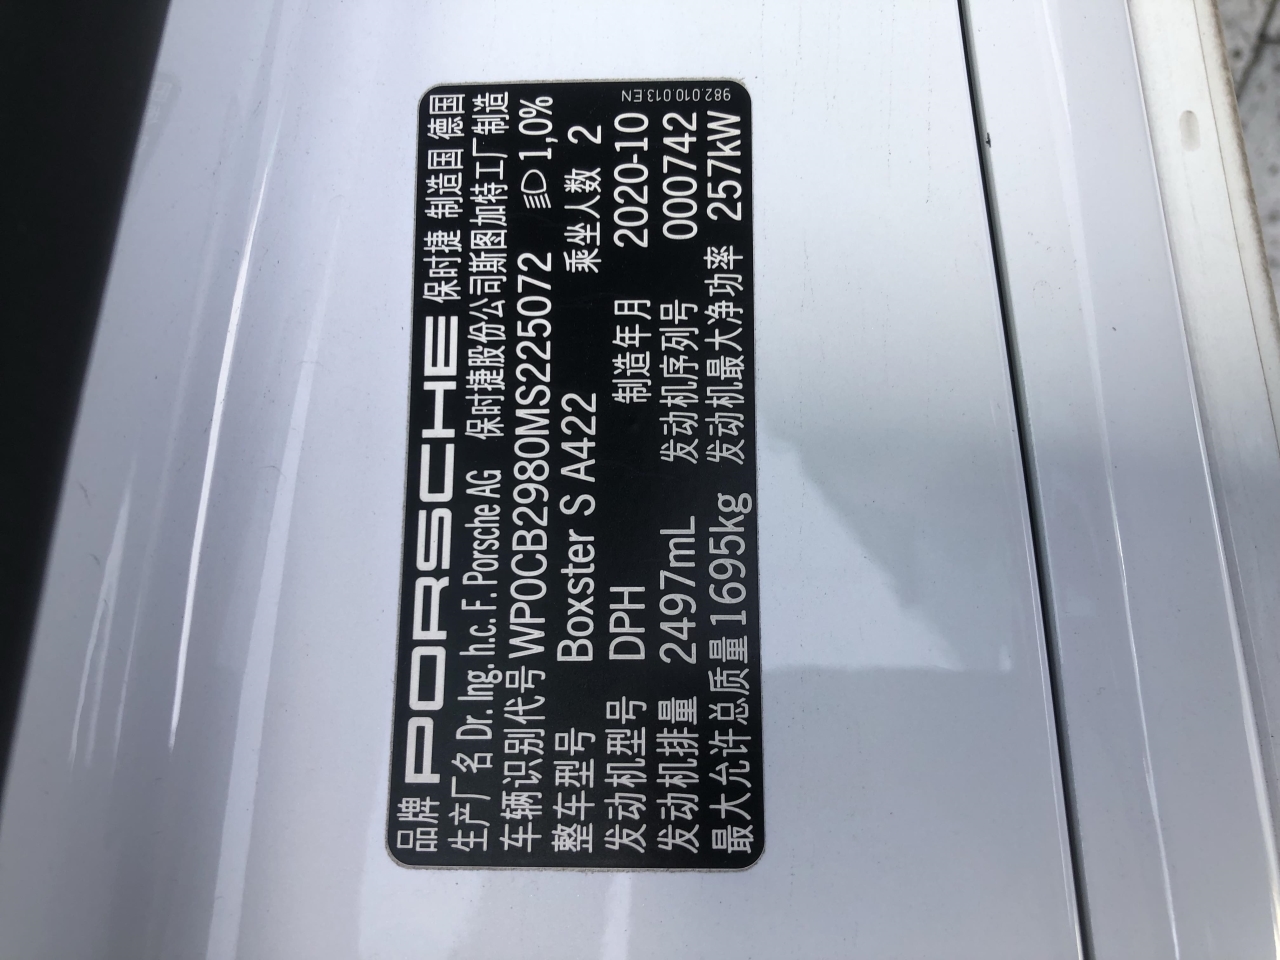 品牌 PORSCHE 保时捷 制造国 德国
生产厂名 Dr. Ing. h.c. F. Porsche AG 保时捷股份公司斯图加特工厂制造
车辆识别代号 WP0CB2980MS225072 1,0%
整车型号 Boxster S A422 乘坐人数 2
发动机型号 DPH 制造年月 2020-10
发动机排量 2497mL 发动机序列号 000742
最大允许总质量 1695kg 发动机最大净功率 257kW
982.010.013.EN